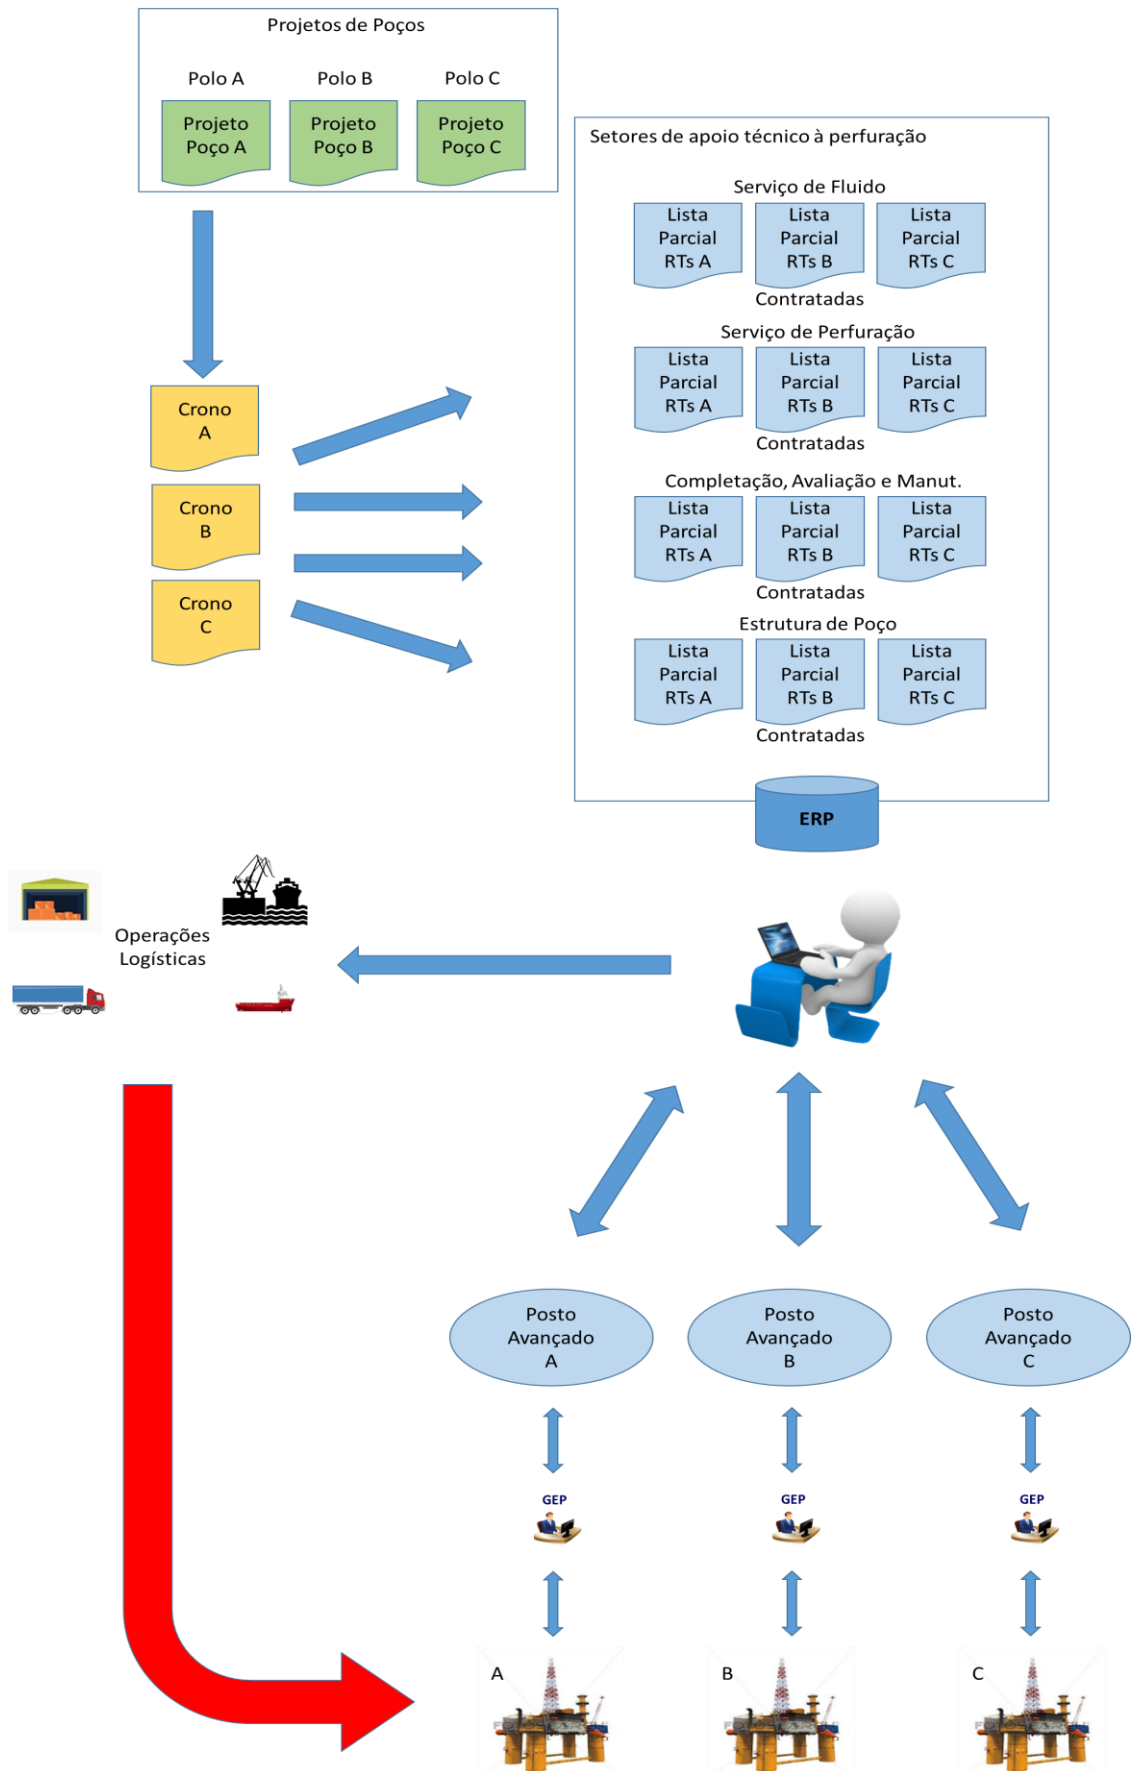 Projetos de Poços
Polo A
Polo B
Polo C
Projeto
Poço A
Projeto
Poço B
Projeto
Poço C
Setores de apoio técnico à perfuração
Serviço de Fluido
Lista
Parcial
RTs A
Lista
Parcial
RTs B
Lista
Parcial
RTs C
Contratadas
Serviço de Perfuração
Lista
Parcial
RTs A
Lista
Parcial
RTs B
Lista
Parcial
RTs C
Contratadas
Completação, Avaliação e Manut.
Lista
Parcial
RTs A
Lista
Parcial
RTs B
Lista
Parcial
RTs C
Contratadas
Estrutura de Poço
Lista
Parcial
RTs A
Lista
Parcial
RTs B
Lista
Parcial
RTs C
Contratadas
Crono
A
Crono
B
Crono
C
ERP
Operações
Logísticas
Posto
Avançado
A
Posto
Avançado
B
Posto
Avançado
C
GEP
GEP
GEP
A
B
C